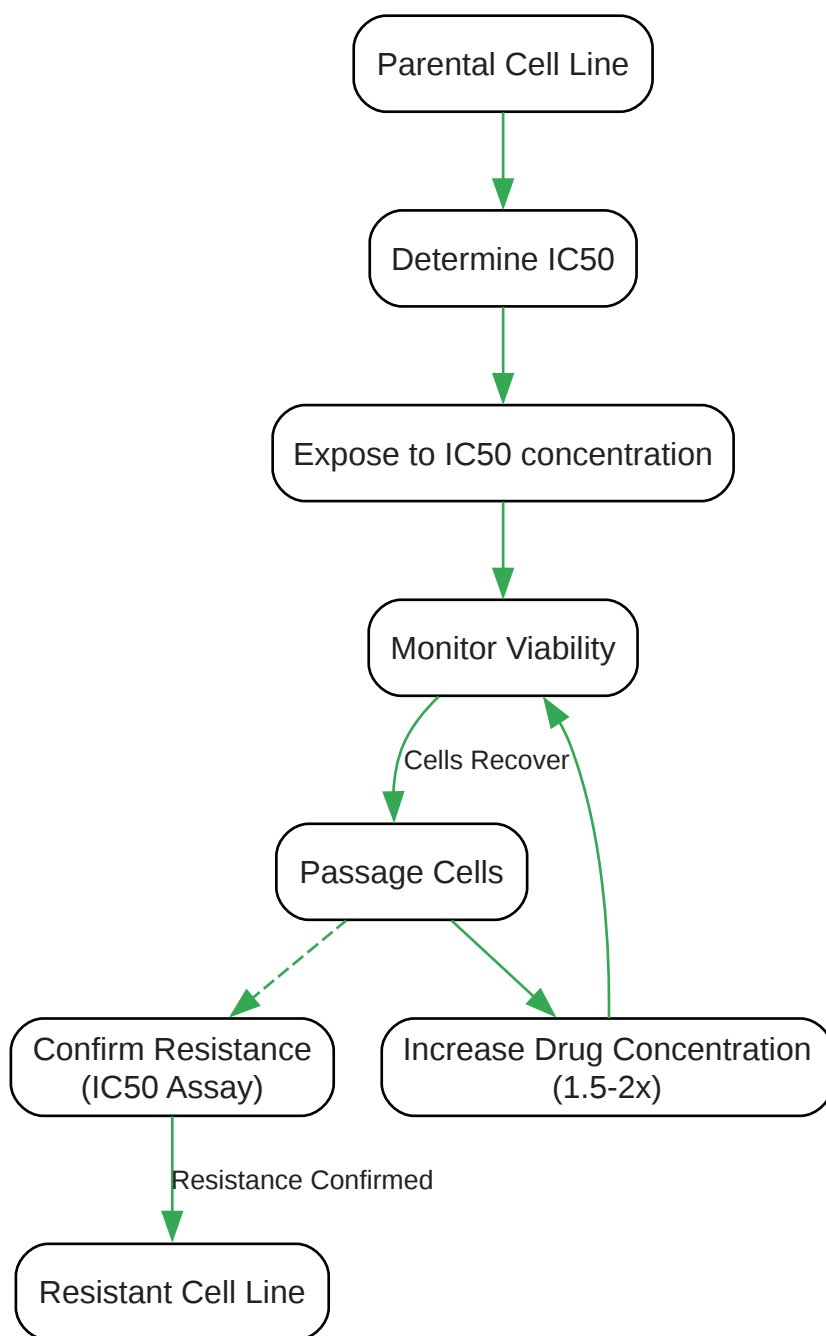 Parental Cell Line
Determine IC50
Expose to IC50 concentration
Monitor Viability
Cells Recover
Passage Cells
Confirm Resistance
(IC50 Assay)
Increase Drug Concentration
(1.5-2x)
Resistance Confirmed
Resistant Cell Line